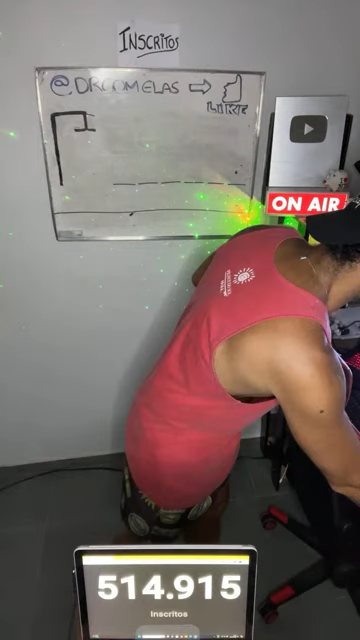 INSCRITOS
@DRCOMELAS
LIKE
ON AIR
514.915
Inscritos